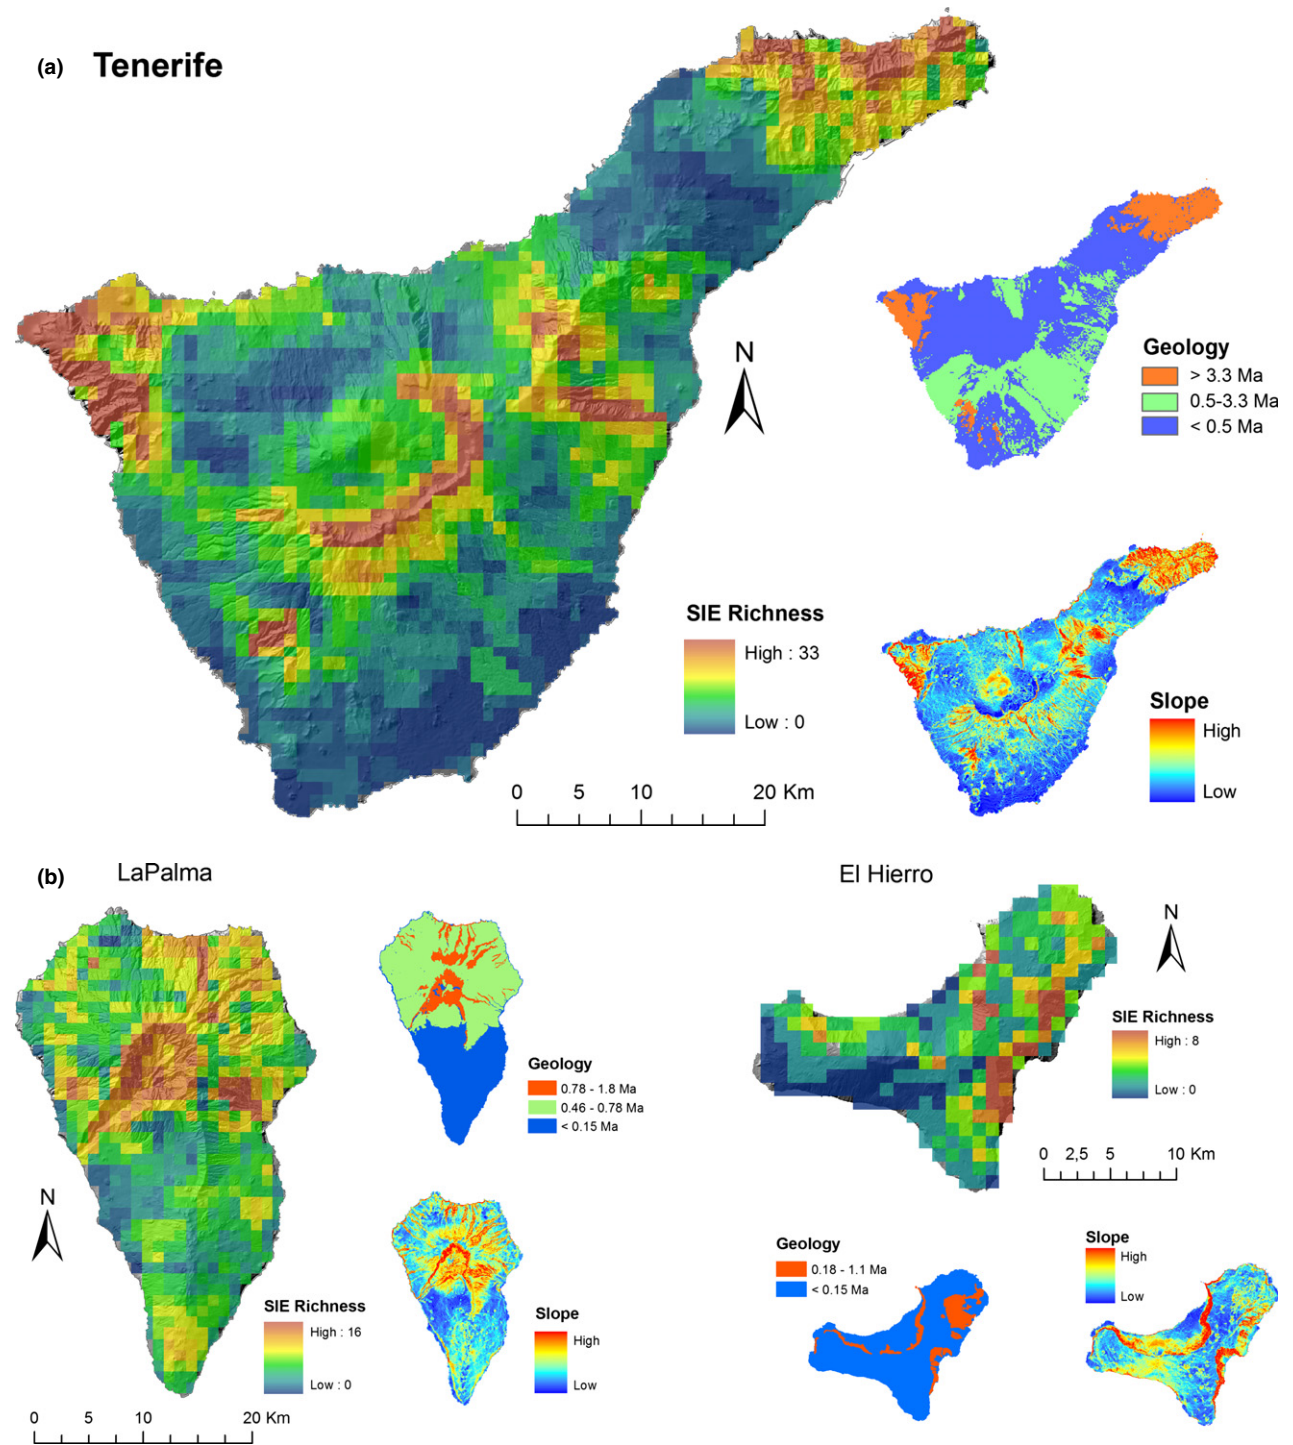 (a) Tenerife
N
Geology
> 3.3 Ma
0.5-3.3 Ma
< 0.5 Ma
SIE Richness
High : 33
Low : 0
Slope
High
Low
0 5 10 20 Km
(b) LaPalma
El Hierro
N
Geology
0.78 - 1.8 Ma
0.46 - 0.78 Ma
< 0.15 Ma
SIE Richness
High : 8
Low : 0
0 2,5 5 10 Km
N
Geology
0.18 - 1.1 Ma
< 0.15 Ma
Slope
High
Low
SIE Richness
High : 16
Low : 0
Slope
High
Low
0 5 10 20 Km